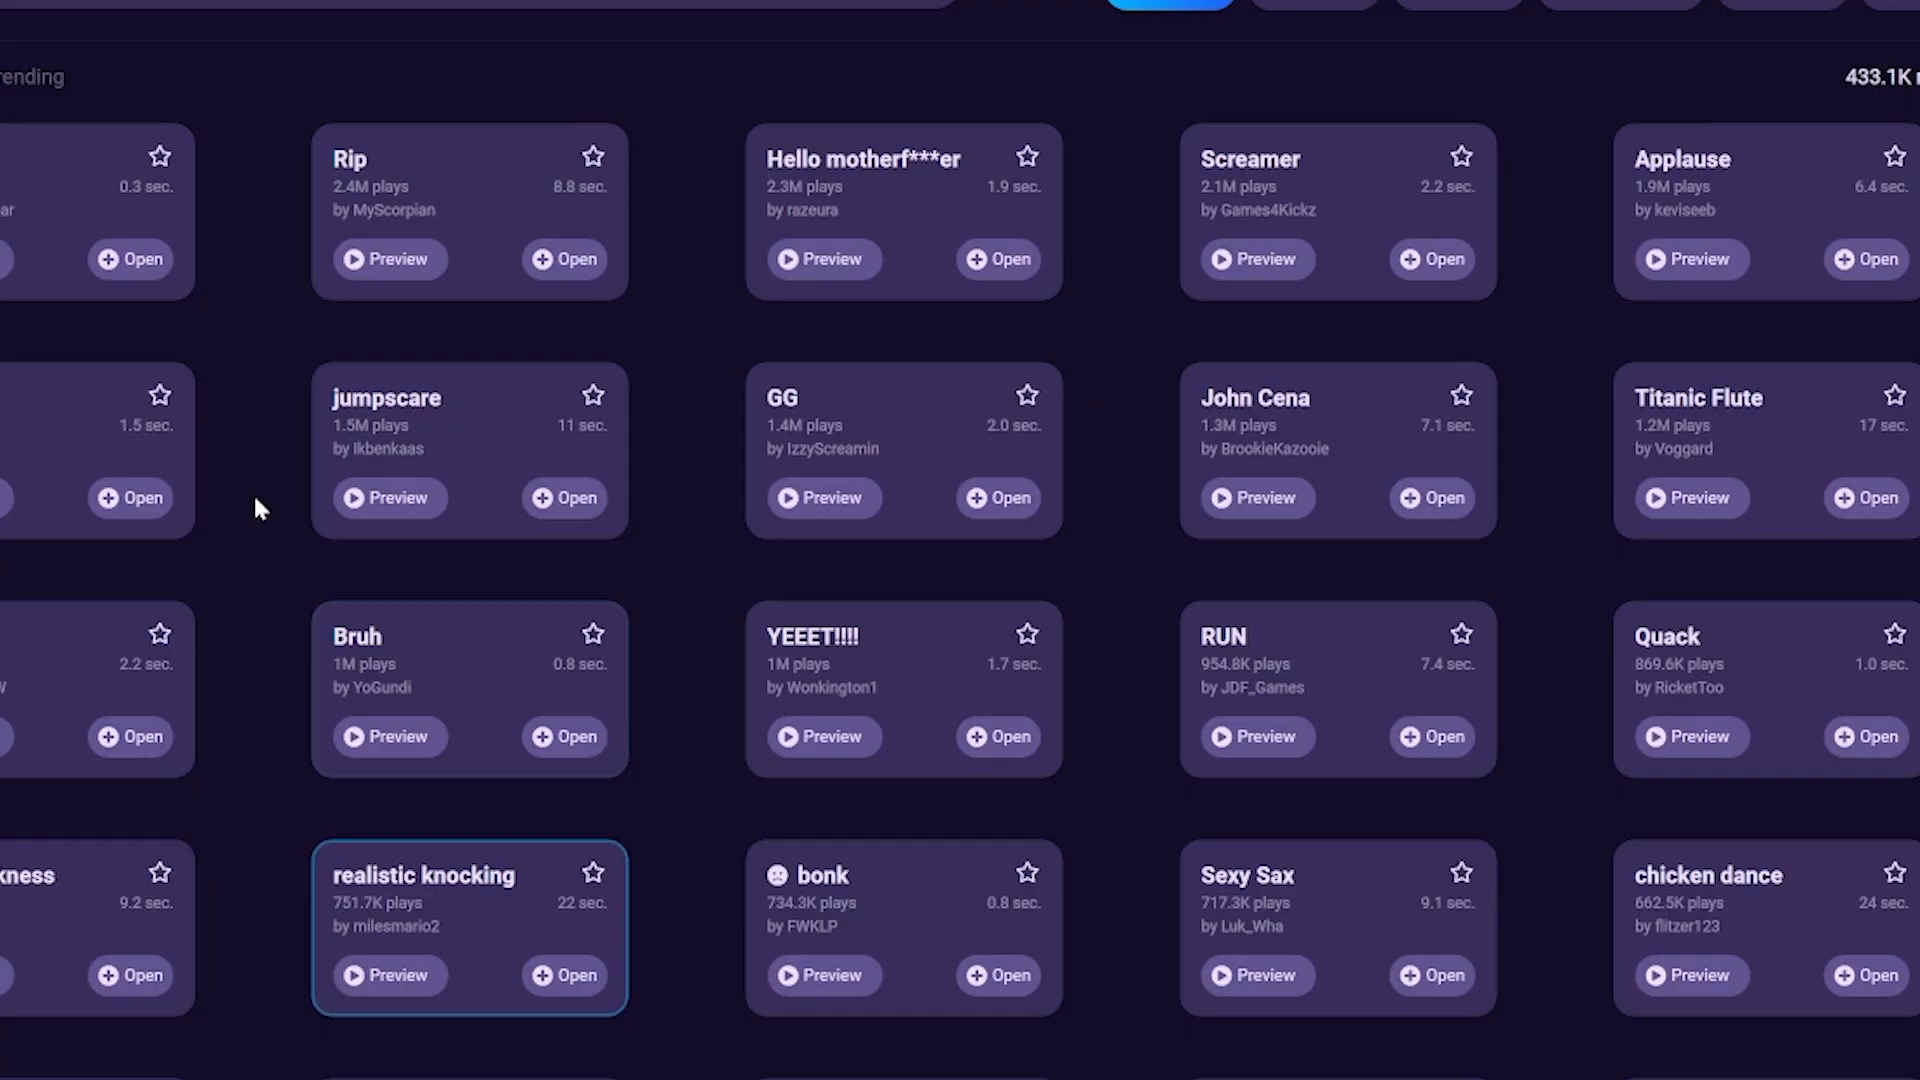 rending
433.1K
0.3 sec.
ar
Open
Rip
2.4M plays
8.8 sec.
by MyScorpian
Preview
Open
Hello motherf***er
2.3M plays
1.9 sec.
by razeura
Preview
Open
Screamer
2.1M plays
2.2 sec.
by Games4Kickz
Preview
Open
Applause
1.9M plays
6.4 sec.
by keviseeb
Preview
Open
1.5 sec.
Open
jumpscare
1.5M plays
11 sec.
by Ikbenkaas
Preview
Open
GG
1.4M plays
2.0 sec.
by IzzyScreamin
Preview
Open
John Cena
1.3M plays
7.1 sec.
by BrookieKazooie
Preview
Open
Titanic Flute
1.2M plays
17 sec.
by Voggard
Preview
Open
2.2 sec.
Open
Bruh
1M plays
0.8 sec.
by YoGundi
Preview
Open
YEEET!!!!
1M plays
1.7 sec.
by Wonkington1
Preview
Open
RUN
954.8K plays
7.4 sec.
by JDF_Games
Preview
Open
Quack
869.6K plays
1.0 sec.
by RicketToo
Preview
Open
kness
9.2 sec.
Open
realistic knocking
751.7K plays
22 sec.
by milesmario2
Preview
Open
bonk
734.3K plays
0.8 sec.
by FWKLP
Preview
Open
Sexy Sax
717.3K plays
9.1 sec.
by Luk_Wha
Preview
Open
chicken dance
662.5K plays
24 sec.
by flitzer123
Preview
Open